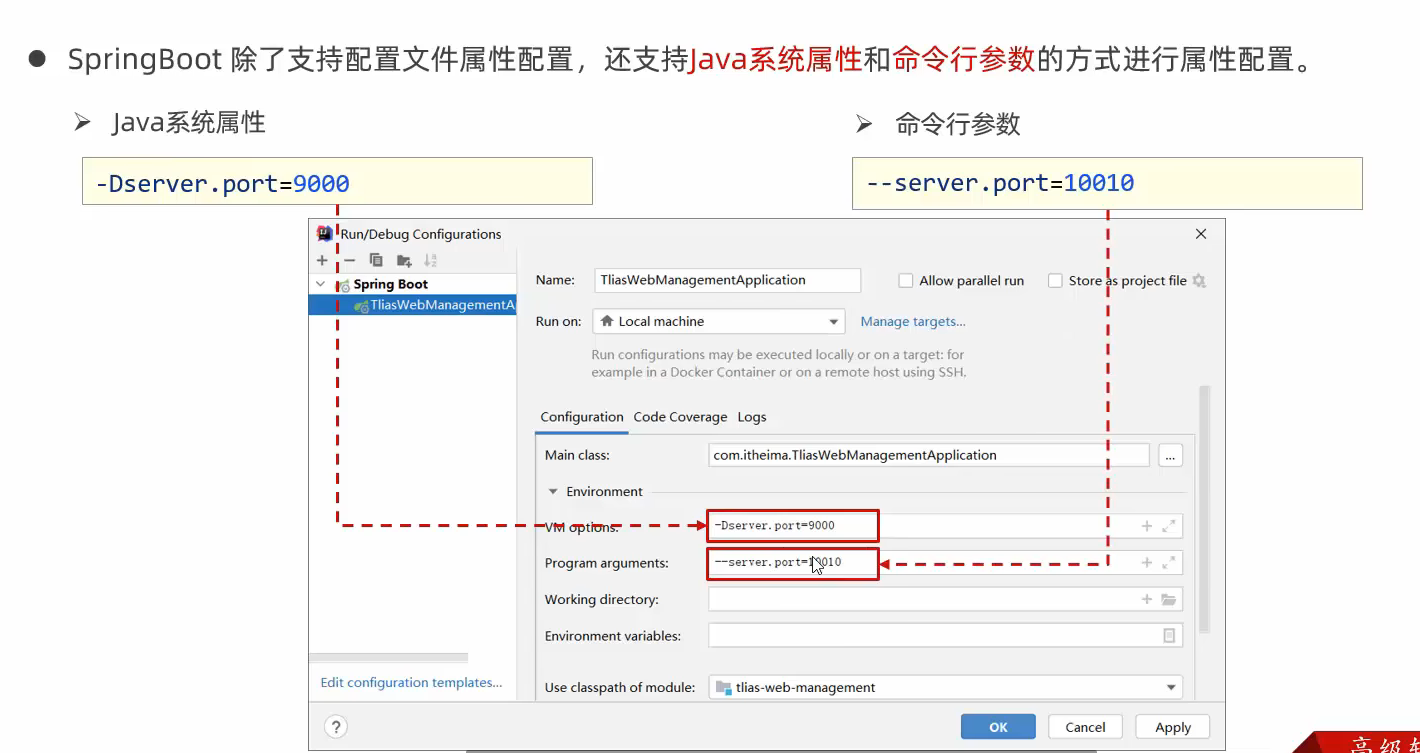 ● SpringBoot 除了支持配置文件属性配置，还支持Java系统属性和命令行参数的方式进行属性配置。
➢ Java系统属性
➢ 命令行参数
-Dserver.port=9000
--server.port=10010
Run/Debug Configurations
Spring Boot
TliasWebManagementA
Name: TliasWebManagementApplication
Allow parallel run
Store as project file
Run on: Local machine
Manage targets...
Run configurations may be executed locally or on a target: for
example in a Docker Container or on a remote host using SSH.
Configuration Code Coverage Logs
Main class: com.itheima.TliasWebManagementApplication ...
Environment
VM options: -Dserver.port=9000
Program arguments: --server.port=10010
Working directory:
Environment variables:
Use classpath of module: tlias-web-management
Edit configuration templates...
? OK Cancel Apply
高级